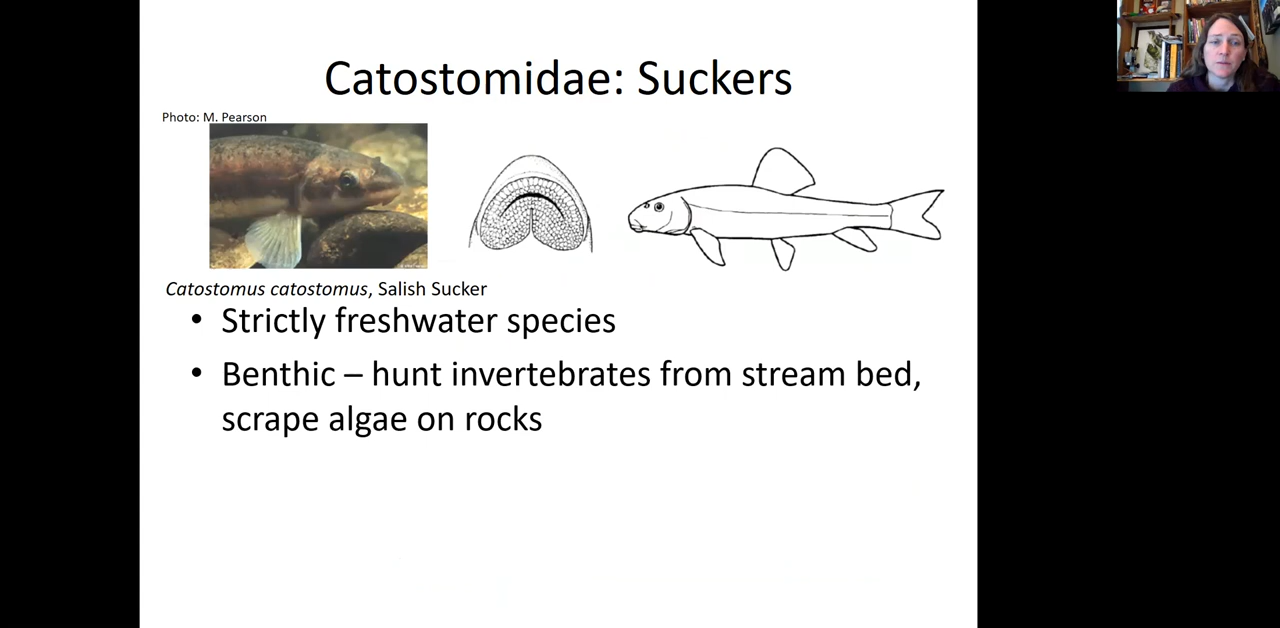 Catostomidae: Suckers
Photo: M. Pearson
Catostomus catostomus, Salish Sucker
• Strictly freshwater species
• Benthic – hunt invertebrates from stream bed,
scrape algae on rocks